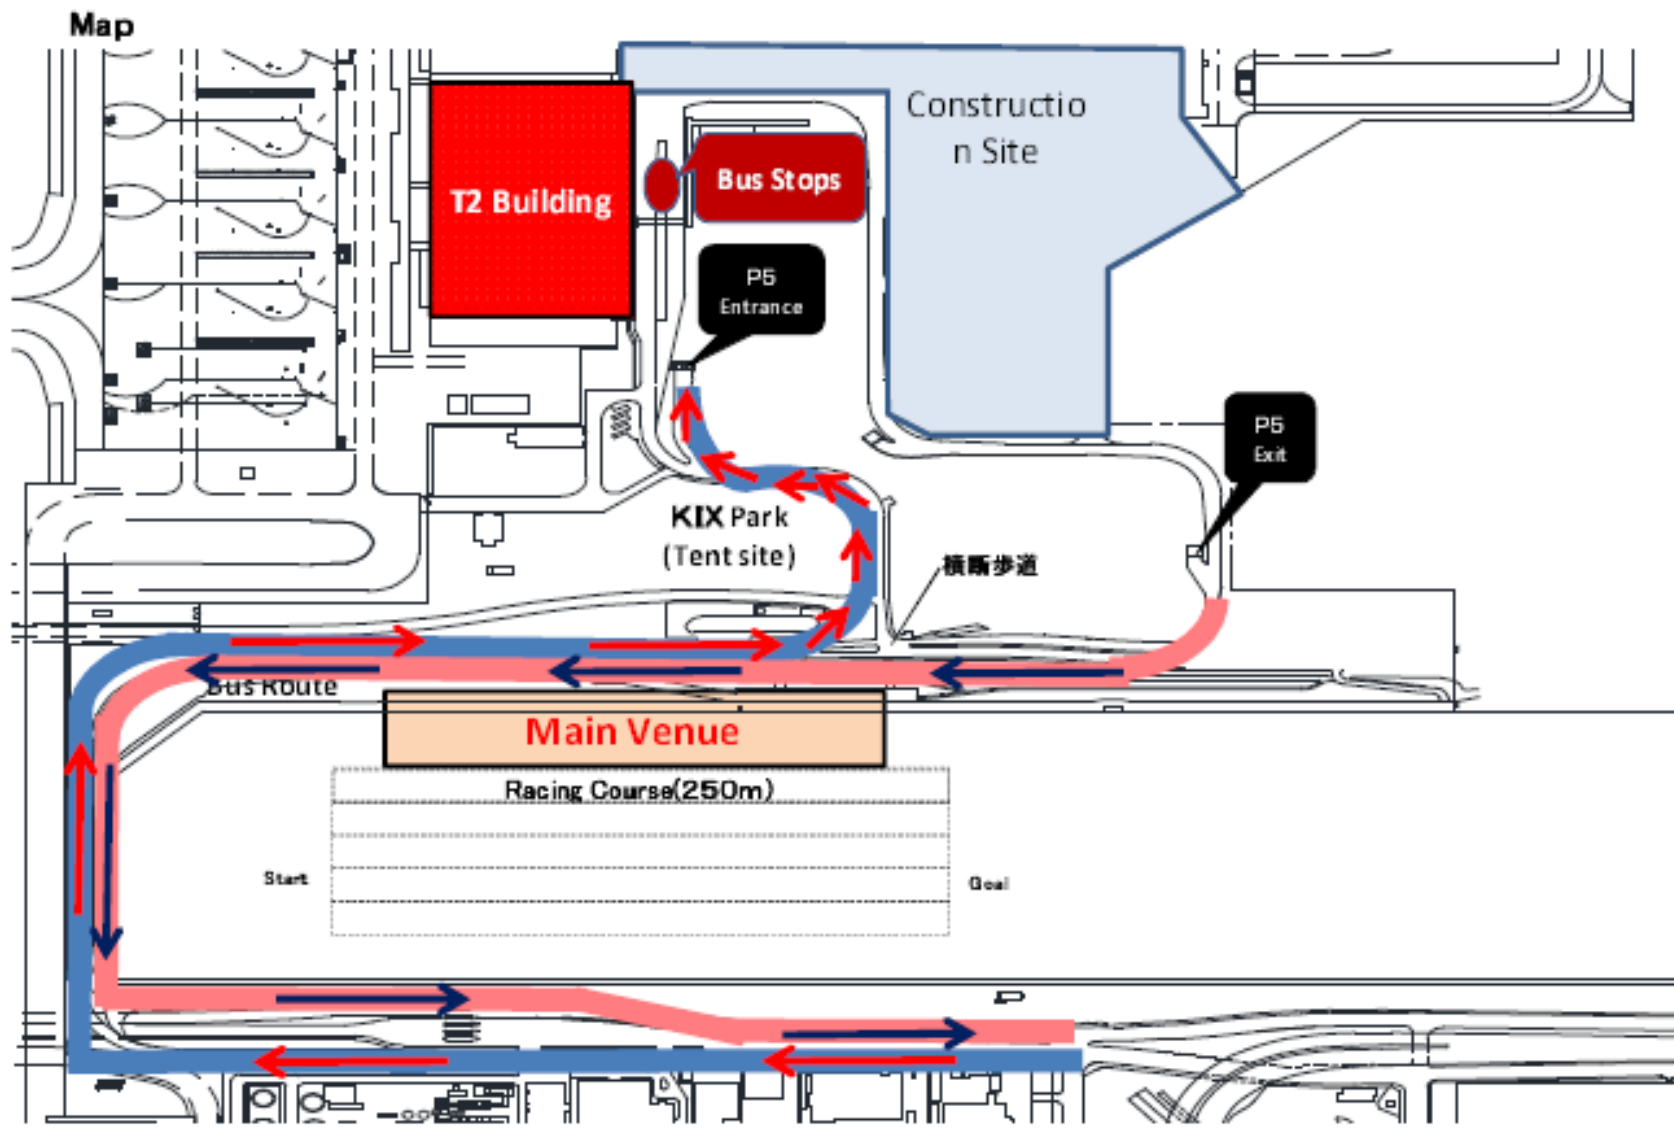 Map
Constructio
n Site
T2 Building
Bus Stops
P5
Entrance
P5
Exit
KIX Park
(Tent site)
横断歩道
Bus Route
Main Venue
Racing Course(250m)
Start
Goal